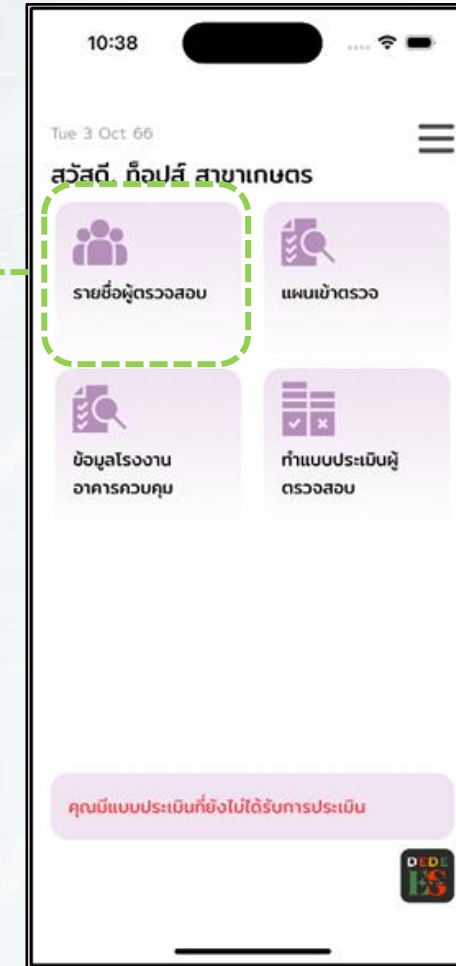 10:38
Tue 3 Oct 66
สวัสดี, ท็อปส์ สาขาเกษตร
รายชื่อผู้ตรวจสอบ
แผนเข้าตรวจ
ข้อมูลโรงงาน
อาคารควบคุม
ทำแบบประเมินผู้
ตรวจสอบ
คุณมีแบบประเมินที่ยังไม่ได้รับการประเมิน
DEDE
E+S